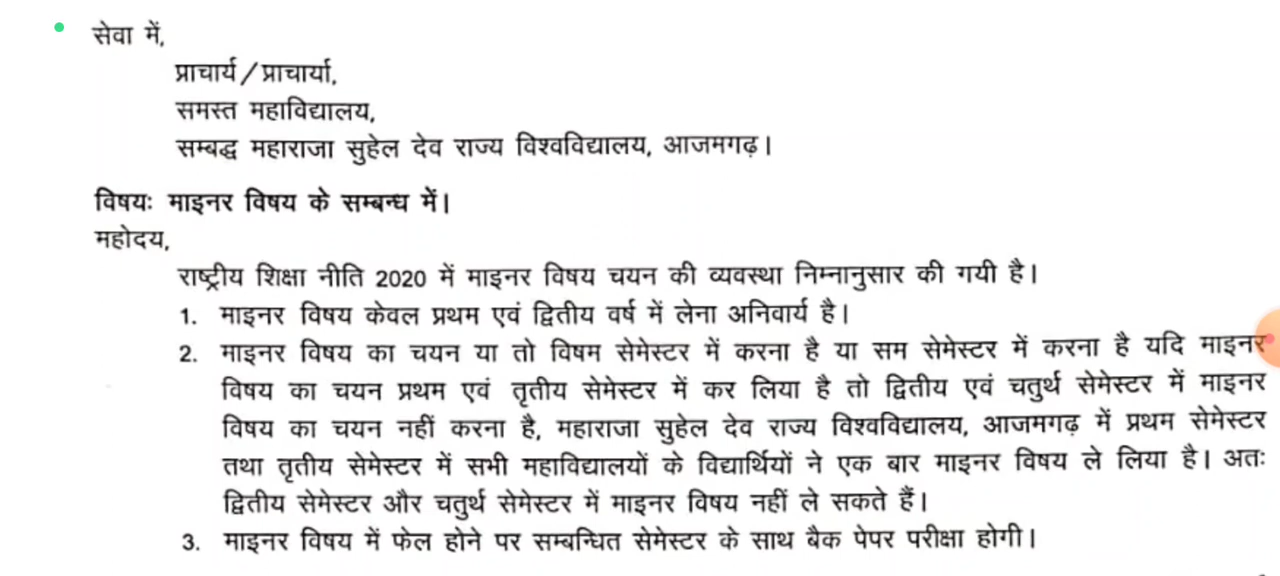 सेवा में,
प्राचार्य/प्राचार्या,
समस्त महाविद्यालय,
सम्बद्ध महाराजा सुहेल देव राज्य विश्वविद्यालय, आजमगढ़।
विषयः माइनर विषय के सम्बन्ध में।
महोदय,
राष्ट्रीय शिक्षा नीति 2020 में माइनर विषय चयन की व्यवस्था निम्नानुसार की गयी है।
1. माइनर विषय केवल प्रथम एवं द्वितीय वर्ष में लेना अनिवार्य है।
2. माइनर विषय का चयन या तो विषम सेमेस्टर में करना है या सम सेमेस्टर में करना है यदि माइनर
विषय का चयन प्रथम एवं तृतीय सेमेस्टर में कर लिया है तो द्वितीय एवं चतुर्थ सेमेस्टर में माइनर
विषय का चयन नहीं करना है, महाराजा सुहेल देव राज्य विश्वविद्यालय, आजमगढ़ में प्रथम सेमेस्टर
तथा तृतीय सेमेस्टर में सभी महाविद्यालयों के विद्यार्थियों ने एक बार माइनर विषय ले लिया है। अतः
द्वितीय सेमेस्टर और चतुर्थ सेमेस्टर में माइनर विषय नहीं ले सकते हैं।
3. माइनर विषय में फेल होने पर सम्बन्धित सेमेस्टर के साथ बैक पेपर परीक्षा होगी।